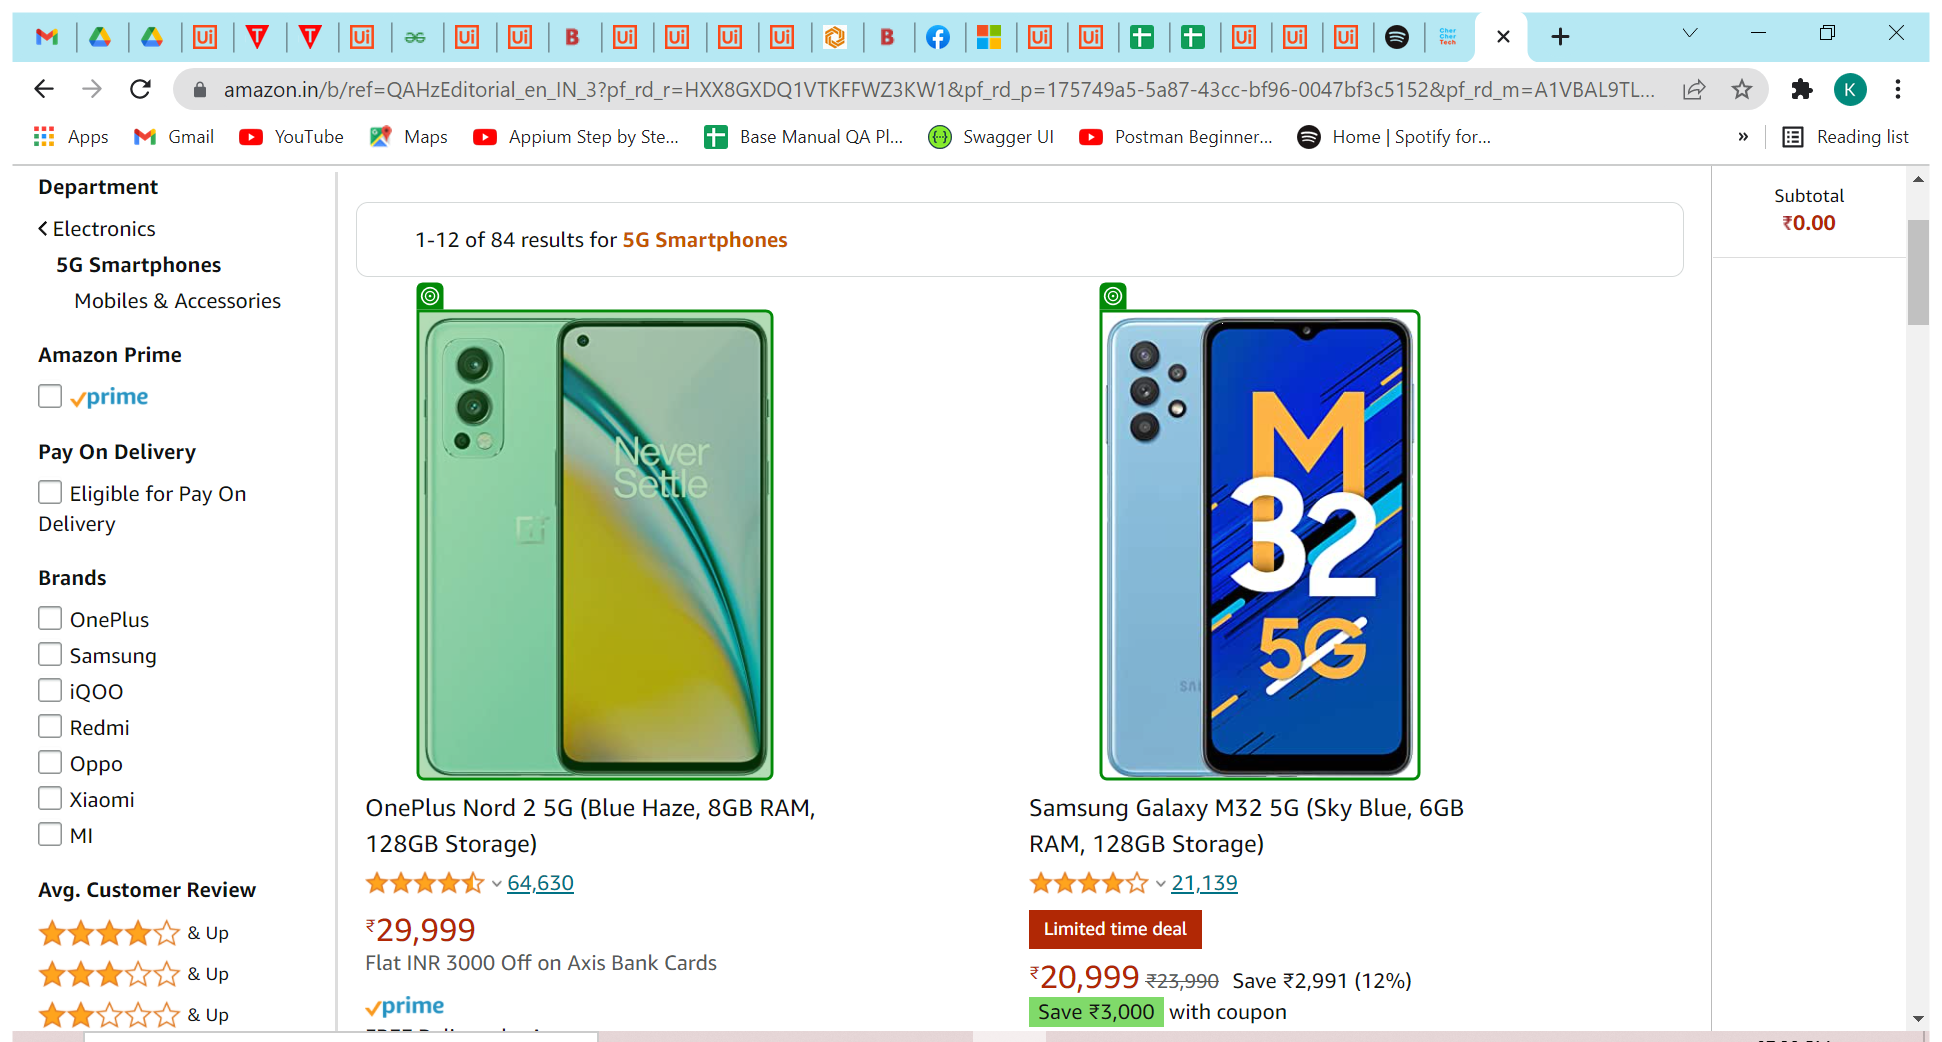 amazon.in/b/ref=QAHzEditorial_en_IN_3?pf_rd_r=HXX8GXDQ1VTKFFWZ3KW1&pf_rd_p=175749a5-5a87-43cc-bf96-0047bf3c5152&pf_rd_m=A1VBAL9TL...
K
Apps Gmail YouTube Maps Appium Step by Ste... Base Manual QA Pl... Swagger UI Postman Beginner... Home | Spotify for... » Reading list
Department
Electronics
5G Smartphones
Mobiles & Accessories
Amazon Prime
prime
Pay On Delivery
Eligible for Pay On
Delivery
Brands
OnePlus
Samsung
iQOO
Redmi
Oppo
Xiaomi
MI
Avg. Customer Review
& Up
& Up
& Up
1-12 of 84 results for 5G Smartphones
Never
Settle
OnePlus Nord 2 5G (Blue Haze, 8GB RAM,
128GB Storage)
64,630
₹29,999
Flat INR 3000 Off on Axis Bank Cards
prime
M
32
5G
Samsung Galaxy M32 5G (Sky Blue, 6GB
RAM, 128GB Storage)
21,139
Limited time deal
₹20,999 ₹23,990 Save ₹2,991 (12%)
Save ₹3,000 with coupon
Subtotal
₹0.00